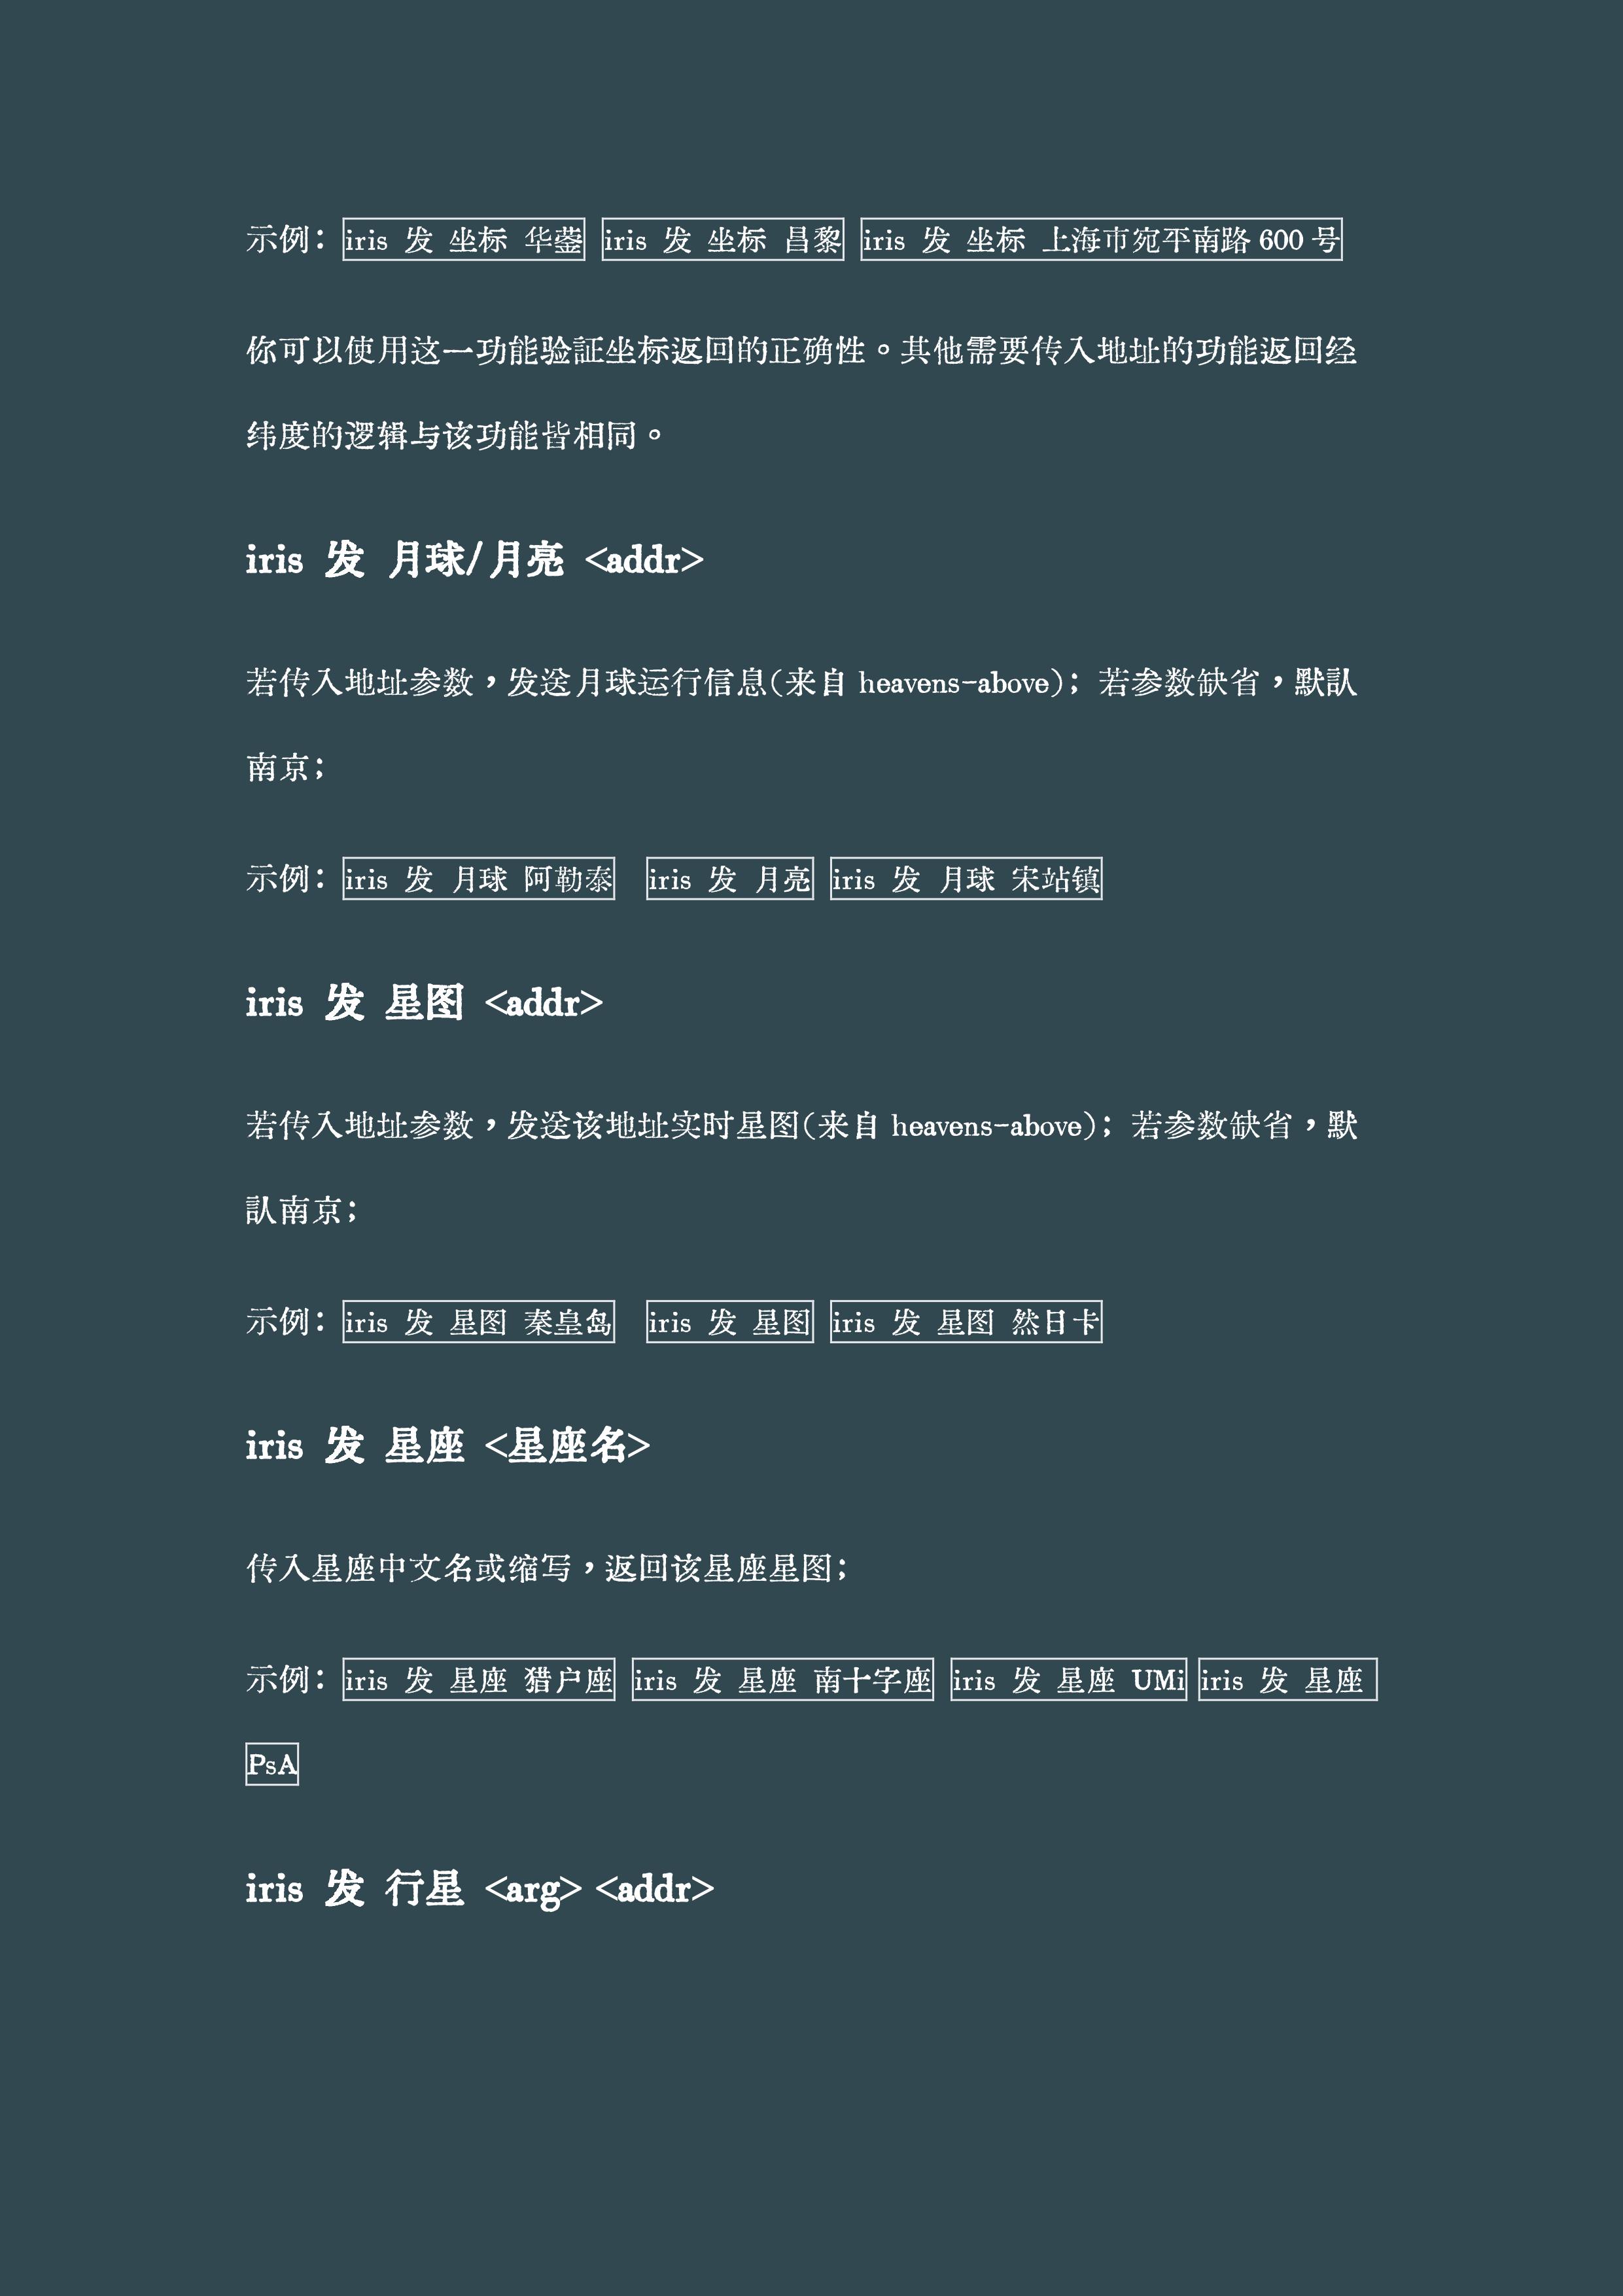 示例： iris 发 坐标 华蓥 iris 发 坐标 昌黎 iris 发 坐标 上海市宛平南路 600 号
你可以使用这一功能验証坐标返回的正确性。其他需要传入地址的功能返回经
纬度的逻辑与该功能皆相同。
iris 发 月球/月亮 <addr>
若传入地址参数，发送月球运行信息(来自 heavens-above)；若参数缺省，默認
南京；
示例： iris 发 月球 阿勒泰 iris 发 月亮 iris 发 月球 宋站镇
iris 发 星图 <addr>
若传入地址参数，发送该地址实时星图(来自 heavens-above)；若参数缺省，默
認南京；
示例： iris 发 星图 秦皇岛 iris 发 星图 iris 发 星图 然日卡
iris 发 星座 <星座名>
传入星座中文名或缩写，返回该星座星图；
示例： iris 发 星座 猎户座 iris 发 星座 南十字座 iris 发 星座 UMi iris 发 星座
PsA
iris 发 行星 <arg> <addr>